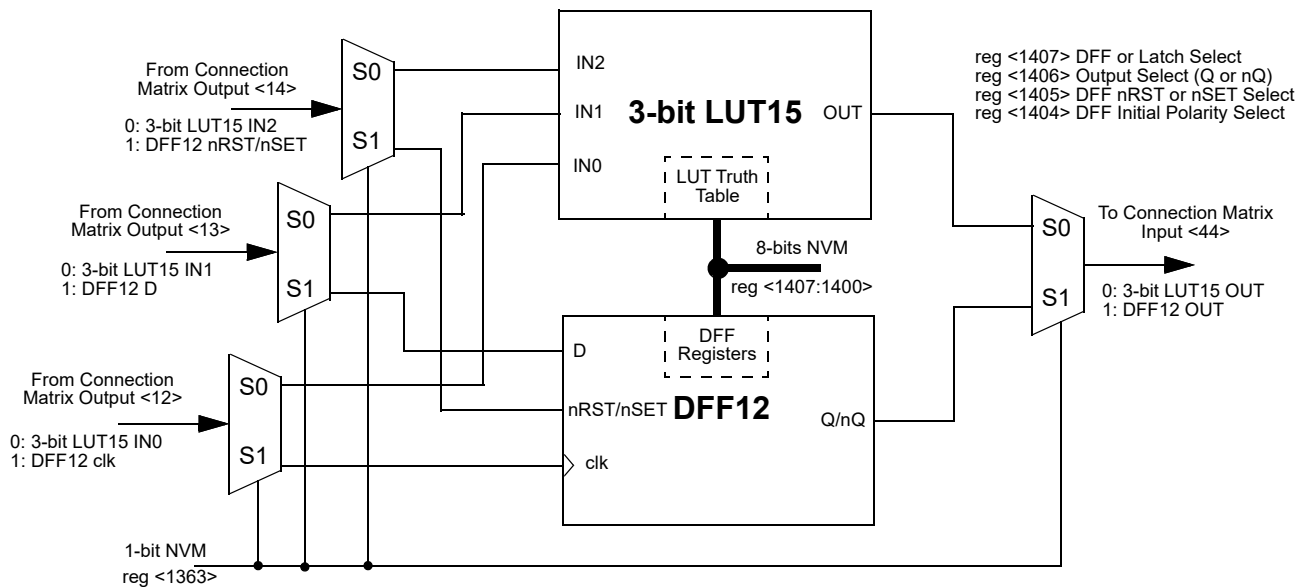 From Connection
Matrix Output <14>
0: 3-bit LUT15 IN2
1: DFF12 nRST/nSET
S0
S1
From Connection
Matrix Output <13>
0: 3-bit LUT15 IN1
1: DFF12 D
S0
S1
From Connection
Matrix Output <12>
0: 3-bit LUT15 IN0
1: DFF12 clk
S0
S1
1-bit NVM
reg <1363>
IN2
IN1
IN0
3-bit LUT15
OUT
LUT Truth
Table
8-bits NVM
reg <1407:1400>
DFF
Registers
D
nRST/nSET
clk
DFF12
Q/nQ
reg <1407> DFF or Latch Select
reg <1406> Output Select (Q or nQ)
reg <1405> DFF nRST or nSET Select
reg <1404> DFF Initial Polarity Select
S0
S1
To Connection Matrix
Input <44>
0: 3-bit LUT15 OUT
1: DFF12 OUT